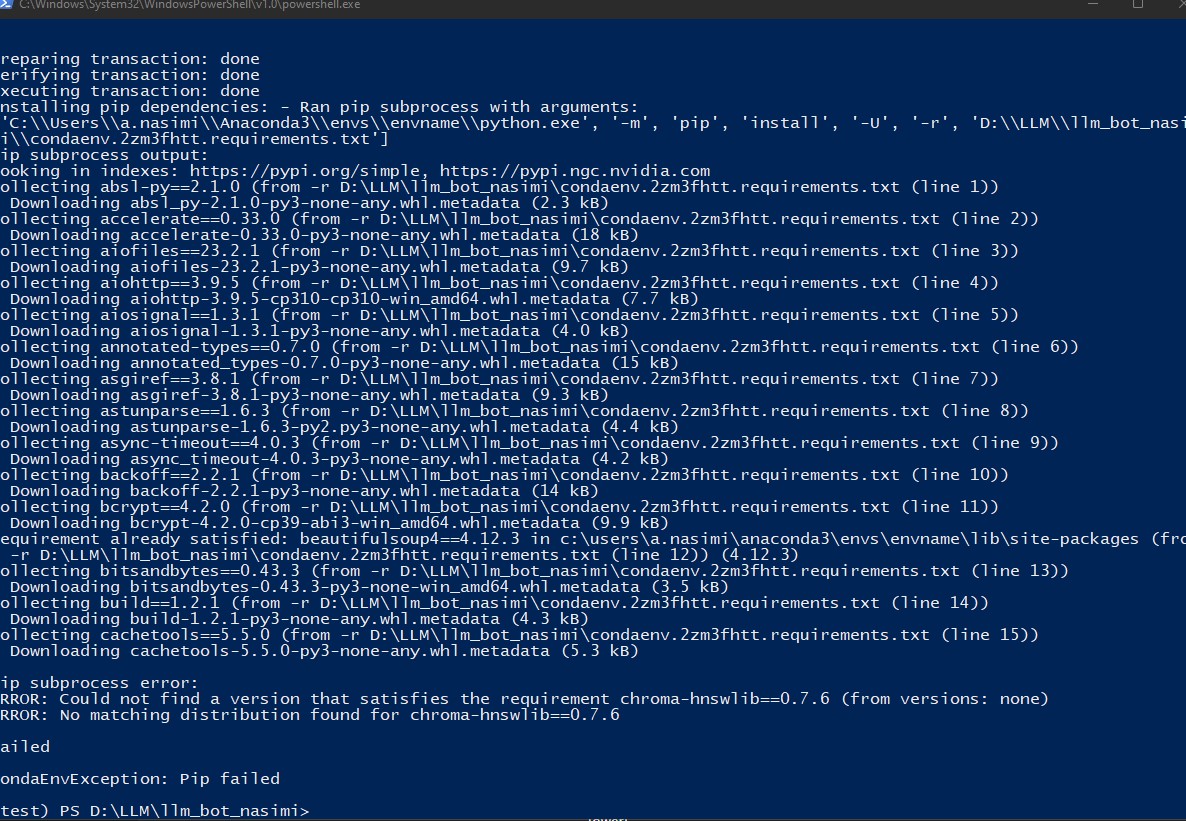 C:\Windows\System32\WindowsPowerShell\v1.0\powershell.exe
reparing transaction: done
erifying transaction: done
xecuting transaction: done
nstalling pip dependencies: - Ran pip subprocess with arguments:
'C:\\Users\\a.nasimi\\Anaconda3\\envs\\envname\\python.exe', '-m', 'pip', 'install', '-U', '-r', 'D:\\LLM\\llm_bot_nasi
i\\condaenv.2zm3fhtt.requirements.txt']
ip subprocess output:
ooking in indexes: https://pypi.org/simple, https://pypi.ngc.nvidia.com
ollecting absl-py==2.1.0 (from -r D:\LLM\llm_bot_nasimi\condaenv.2zm3fhtt.requirements.txt (line 1))
Downloading absl_py-2.1.0-py3-none-any.whl.metadata (2.3 kB)
ollecting accelerate==0.33.0 (from -r D:\LLM\llm_bot_nasimi\condaenv.2zm3fhtt.requirements.txt (line 2))
Downloading accelerate-0.33.0-py3-none-any.whl.metadata (18 kB)
ollecting aiofiles==23.2.1 (from -r D:\LLM\llm_bot_nasimi\condaenv.2zm3fhtt.requirements.txt (line 3))
Downloading aiofiles-23.2.1-py3-none-any.whl.metadata (9.7 kB)
ollecting aiohttp==3.9.5 (from -r D:\LLM\llm_bot_nasimi\condaenv.2zm3fhtt.requirements.txt (line 4))
Downloading aiohttp-3.9.5-cp310-cp310-win_amd64.whl.metadata (7.7 kB)
ollecting aiosignal==1.3.1 (from -r D:\LLM\llm_bot_nasimi\condaenv.2zm3fhtt.requirements.txt (line 5))
Downloading aiosignal-1.3.1-py3-none-any.whl.metadata (4.0 kB)
ollecting annotated-types==0.7.0 (from -r D:\LLM\llm_bot_nasimi\condaenv.2zm3fhtt.requirements.txt (line 6))
Downloading annotated_types-0.7.0-py3-none-any.whl.metadata (15 kB)
ollecting asgiref==3.8.1 (from -r D:\LLM\llm_bot_nasimi\condaenv.2zm3fhtt.requirements.txt (line 7))
Downloading asgiref-3.8.1-py3-none-any.whl.metadata (9.3 kB)
ollecting astunparse==1.6.3 (from -r D:\LLM\llm_bot_nasimi\condaenv.2zm3fhtt.requirements.txt (line 8))
Downloading astunparse-1.6.3-py2.py3-none-any.whl.metadata (4.4 kB)
ollecting async-timeout==4.0.3 (from -r D:\LLM\llm_bot_nasimi\condaenv.2zm3fhtt.requirements.txt (line 9))
Downloading async_timeout-4.0.3-py3-none-any.whl.metadata (4.2 kB)
ollecting backoff==2.2.1 (from -r D:\LLM\llm_bot_nasimi\condaenv.2zm3fhtt.requirements.txt (line 10))
Downloading backoff-2.2.1-py3-none-any.whl.metadata (14 kB)
ollecting bcrypt==4.2.0 (from -r D:\LLM\llm_bot_nasimi\condaenv.2zm3fhtt.requirements.txt (line 11))
Downloading bcrypt-4.2.0-cp39-abi3-win_amd64.whl.metadata (9.9 kB)
equirement already satisfied: beautifulsoup4==4.12.3 in c:\users\a.nasimi\anaconda3\envs\envname\lib\site-packages (fro
-r D:\LLM\llm_bot_nasimi\condaenv.2zm3fhtt.requirements.txt (line 12)) (4.12.3)
ollecting bitsandbytes==0.43.3 (from -r D:\LLM\llm_bot_nasimi\condaenv.2zm3fhtt.requirements.txt (line 13))
Downloading bitsandbytes-0.43.3-py3-none-win_amd64.whl.metadata (3.5 kB)
ollecting build==1.2.1 (from -r D:\LLM\llm_bot_nasimi\condaenv.2zm3fhtt.requirements.txt (line 14))
Downloading build-1.2.1-py3-none-any.whl.metadata (4.3 kB)
ollecting cachetools==5.5.0 (from -r D:\LLM\llm_bot_nasimi\condaenv.2zm3fhtt.requirements.txt (line 15))
Downloading cachetools-5.5.0-py3-none-any.whl.metadata (5.3 kB)
ip subprocess error:
RROR: Could not find a version that satisfies the requirement chroma-hnswlib==0.7.6 (from versions: none)
RROR: No matching distribution found for chroma-hnswlib==0.7.6
ailed
ondaEnvException: Pip failed
test) PS D:\LLM\llm_bot_nasimi>